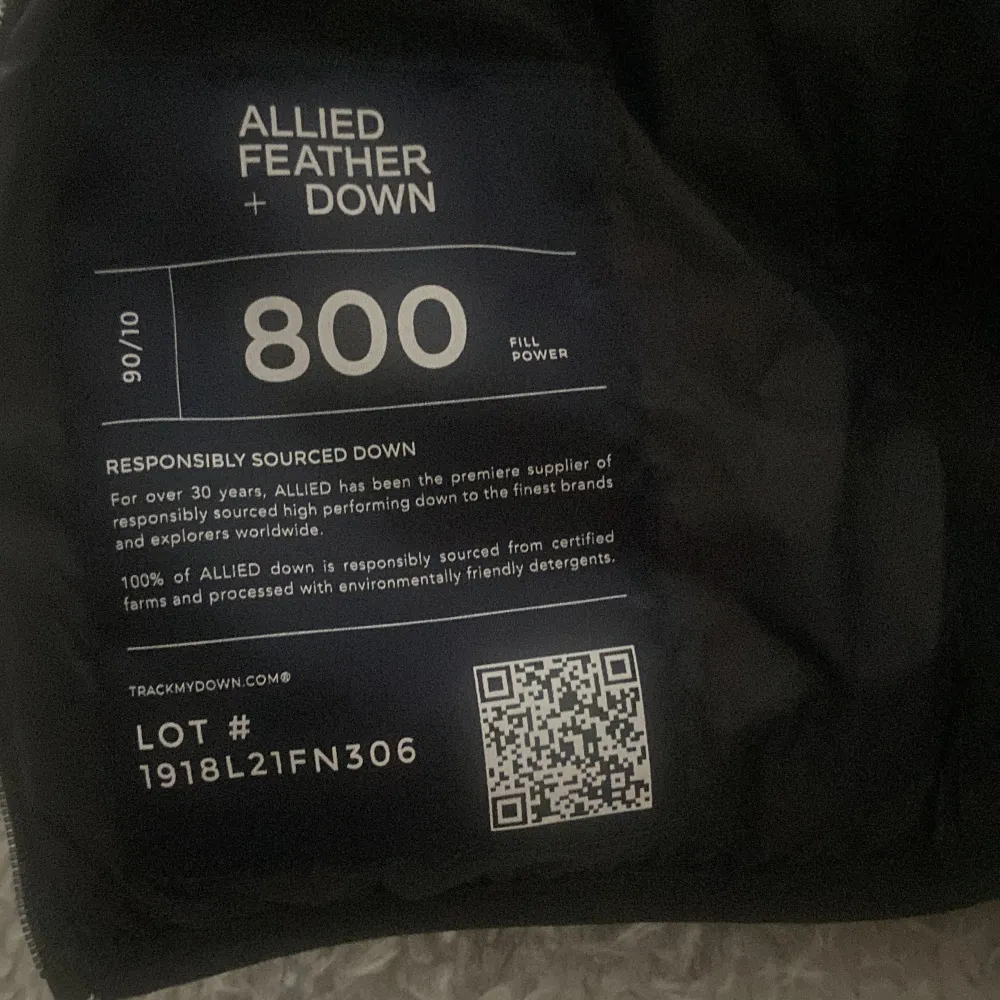 ALLIED
FEATHER
+ DOWN
90/10
800
FILL
POWER
RESPONSIBLY SOURCED DOWN
For over 30 years, ALLIED has been the premiere supplier of
responsibly sourced high performing down to the finest brands
and explorers worldwide.
100% of ALLIED down is responsibly sourced from certified
farms and processed with environmentally friendly detergents.
TRACKMYDOWN.COM®
LOT #
1918L21FN306